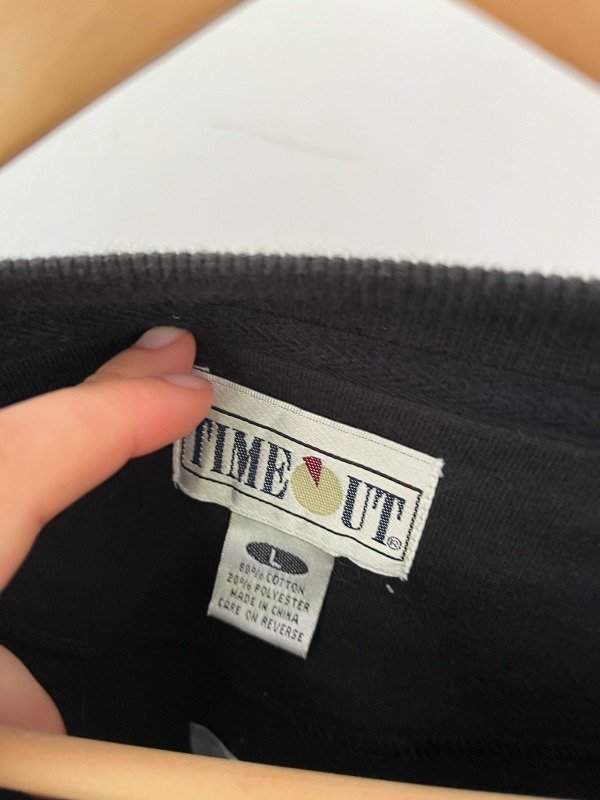 TIME OUT®
L
80% COTTON
20% POLYESTER
MADE IN CHINA
CARE ON REVERSE